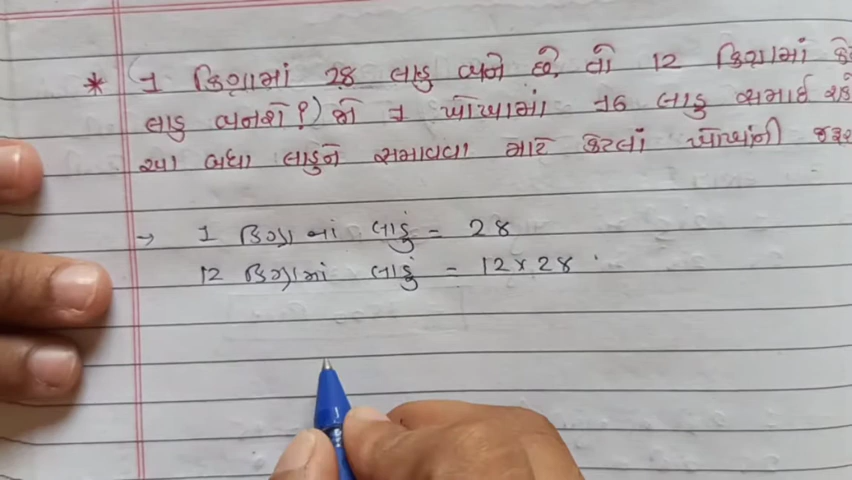 * (1 કિગ્રામાં 28 લાડુ બને છે, તો 12 કિગ્રામાં કે
લાડુ બનશે?) જો 1 ખોખામાં 16 લાડુ સમાઈ શકે
આ બધા લાડુને સમાવવા માટે કેટલાં ખોખાંની જરૂર
→ 1 કિગ્રા નાં લાડું = 28
12 કિગ્રામાં લાડું = 12 x 28